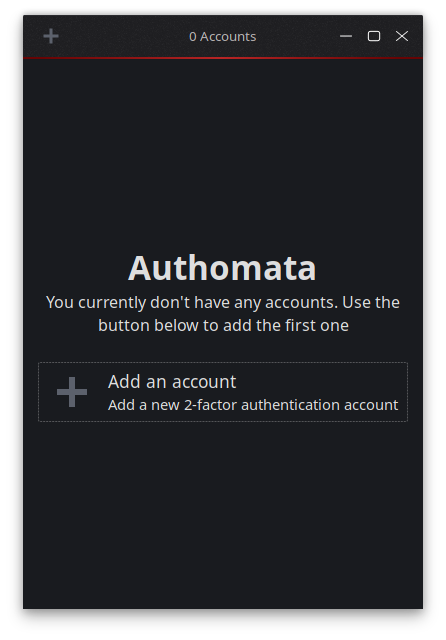 0 Accounts
Authomata
You currently don't have any accounts. Use the
button below to add the first one
Add an account
Add a new 2-factor authentication account